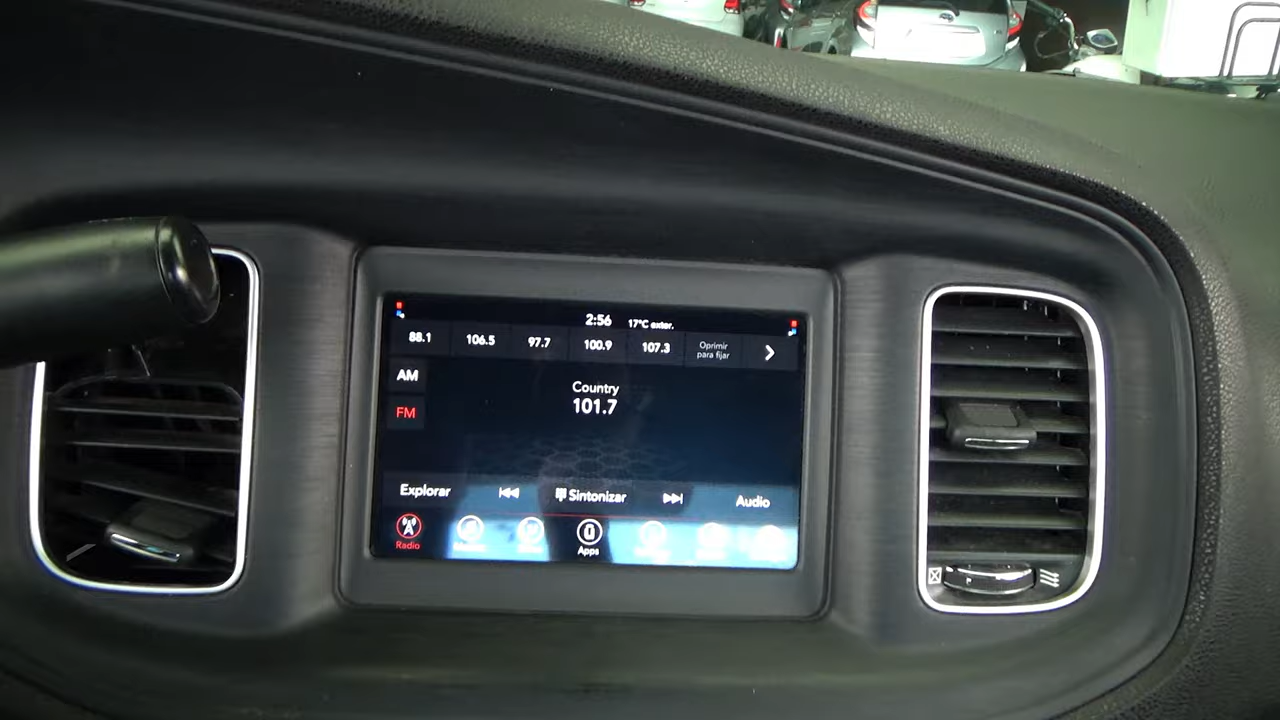 2:56 17°C exter.
88.1 106.5 97.7 100.9 107.3 Oprimir
para fijar
AM
Country
101.7
FM
Explorar Sintonizar Audio
Radio Apps